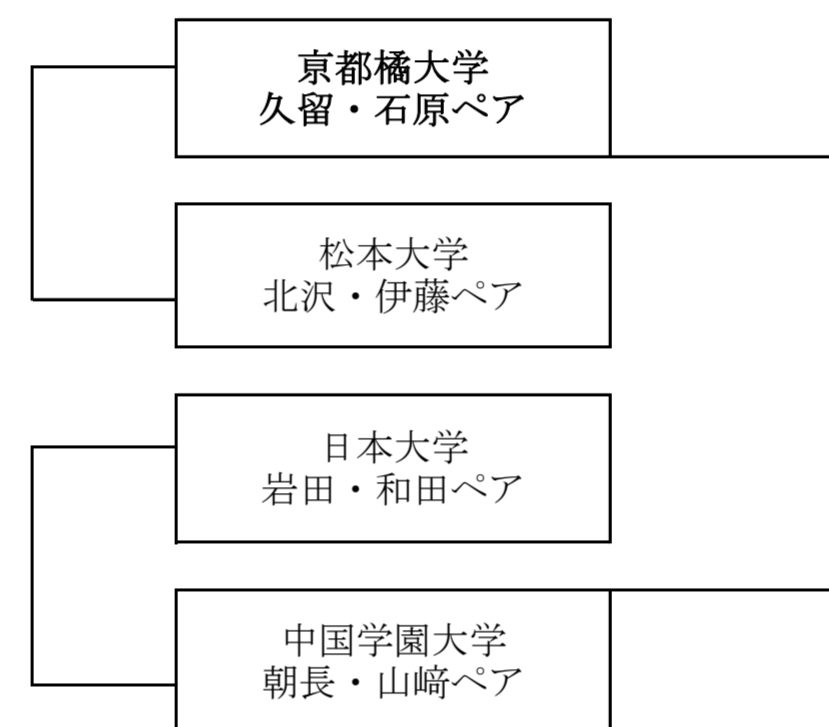 京都橘大学
久留・石原ペア
松本大学
北沢・伊藤ペア
日本大学
岩田・和田ペア
中国学園大学
朝長・山﨑ペア